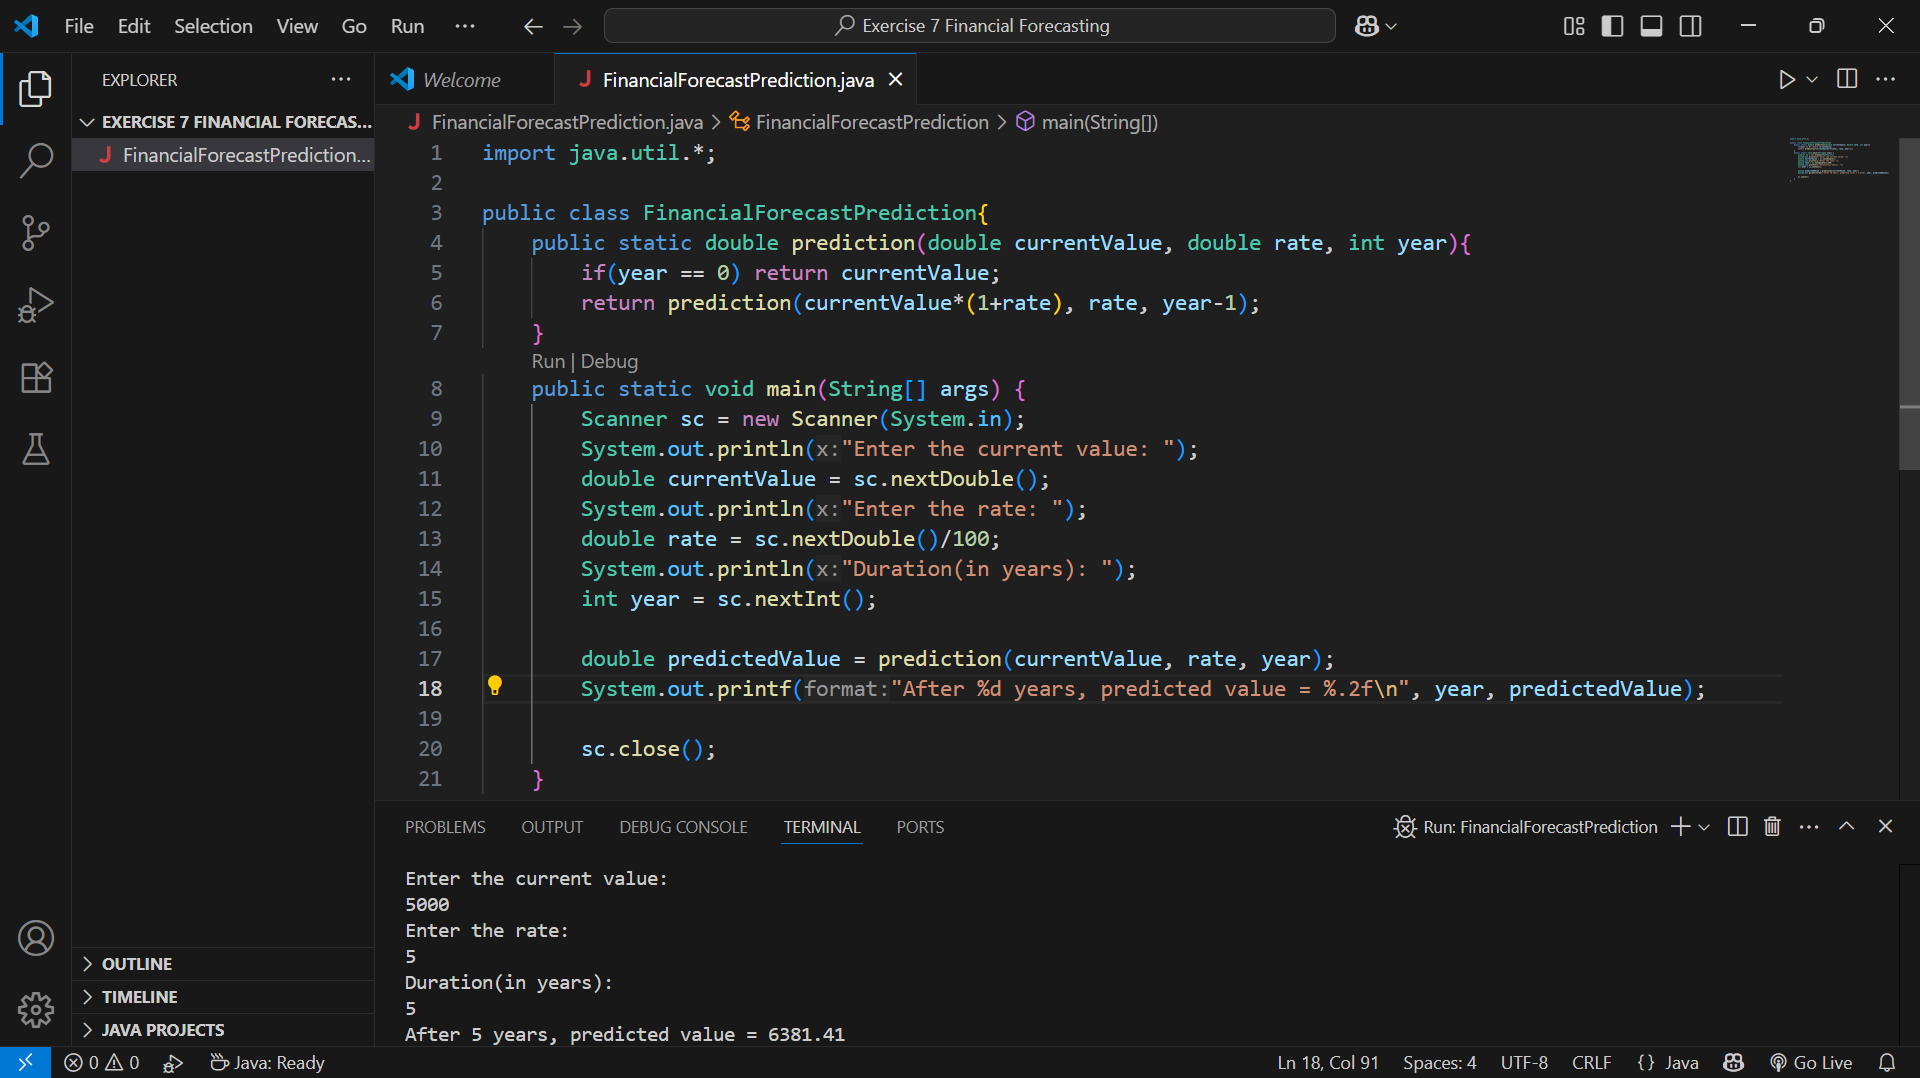 File Edit Selection View Go Run ··· Exercise 7 Financial Forecasting
EXPLORER ···
EXERCISE 7 FINANCIAL FORECAS...
FinancialForecastPrediction...
Welcome J FinancialForecastPrediction.java
J FinancialForecastPrediction.java > FinancialForecastPrediction > main(String[])
1 import java.util.*;
2
3 public class FinancialForecastPrediction{
4 public static double prediction(double currentValue, double rate, int year){
5 if(year == 0) return currentValue;
6 return prediction(currentValue*(1+rate), rate, year-1);
7 }
Run | Debug
8 public static void main(String[] args) {
9 Scanner sc = new Scanner(System.in);
10 System.out.println(x:"Enter the current value: ");
11 double currentValue = sc.nextDouble();
12 System.out.println(x:"Enter the rate: ");
13 double rate = sc.nextDouble()/100;
14 System.out.println(x:"Duration(in years): ");
15 int year = sc.nextInt();
16
17 double predictedValue = prediction(currentValue, rate, year);
18 System.out.printf(format:"After %d years, predicted value = %.2f\n", year, predictedValue);
19
20 sc.close();
21 }
PROBLEMS OUTPUT DEBUG CONSOLE TERMINAL PORTS Run: FinancialForecastPrediction
Enter the current value:
5000
Enter the rate:
5
Duration(in years):
5
After 5 years, predicted value = 6381.41
OUTLINE
TIMELINE
JAVA PROJECTS
0 0 Java: Ready Ln 18, Col 91 Spaces: 4 UTF-8 CRLF {} Java Go Live